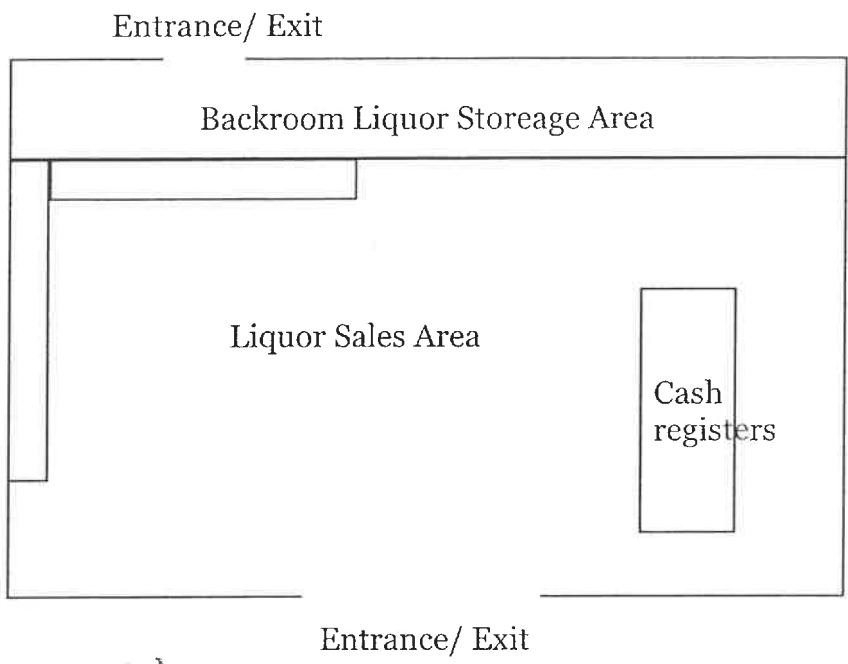 Entrance/ Exit
Backroom Liquor Storeage Area
Liquor Sales Area
Cash
registers
Entrance/ Exit